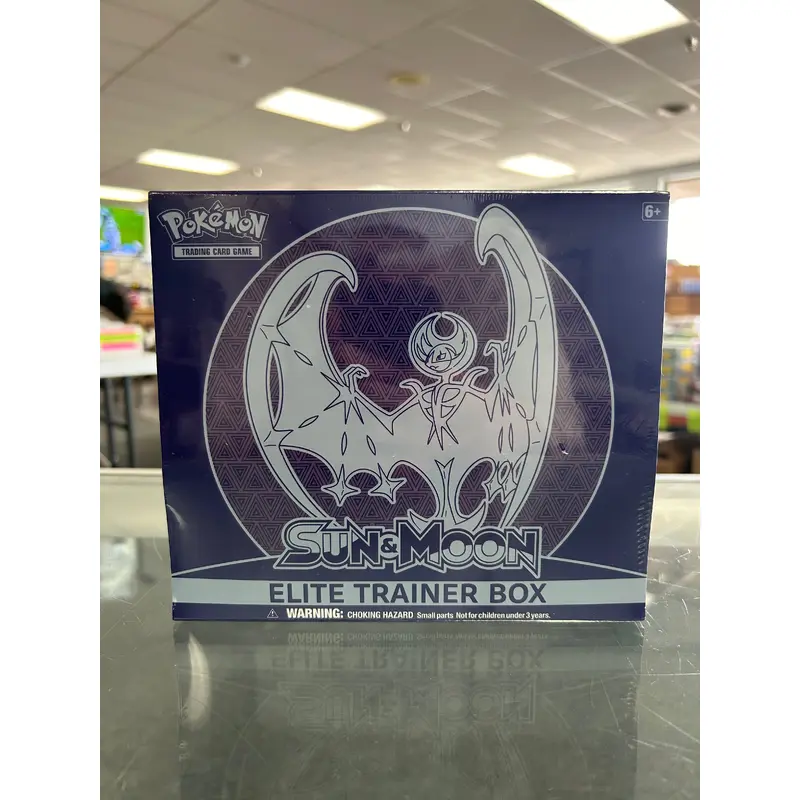 POKéMON
TRADING CARD GAME
6+
SUN & MOON
ELITE TRAINER BOX
⚠ WARNING: CHOKING HAZARD Small parts Not for children under 3 years.